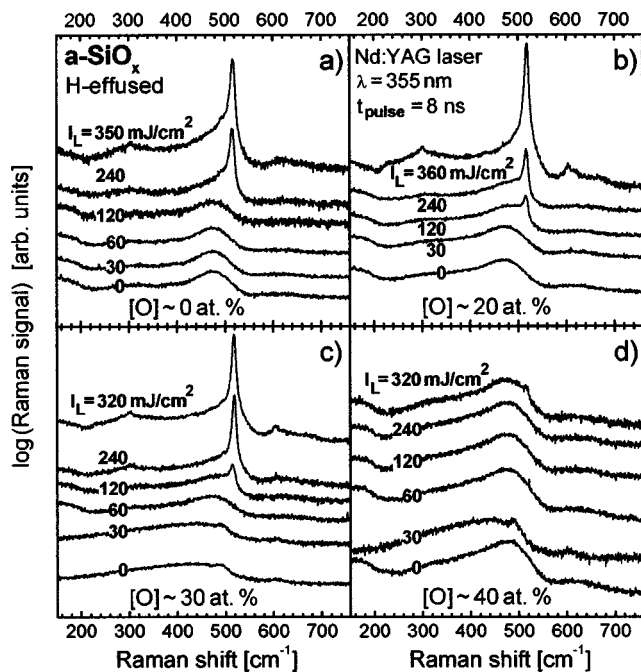 200 300 400 500 600 700 200 300 400 500 600 700
a-SiOx
H-effused
a)
IL=350 mJ/cm2
240
120
60
30
0
[O]~ 0 at. %
Nd:YAG laser
b)
λ = 355 nm
tpulse = 8 ns
IL=360 mJ/cm2
240
120
30
0
[O]~ 20 at. %
log(Raman signal) [arb. units]
c)
IL=320 mJ/cm2
240
120
60
30
0
[O]~ 30 at. %
d)
IL=320 mJ/cm2
240
120
60
30
0
[O]~ 40 at. %
200 300 400 500 600 700 200 300 400 500 600 700
Raman shift [cm-1] Raman shift [cm-1]